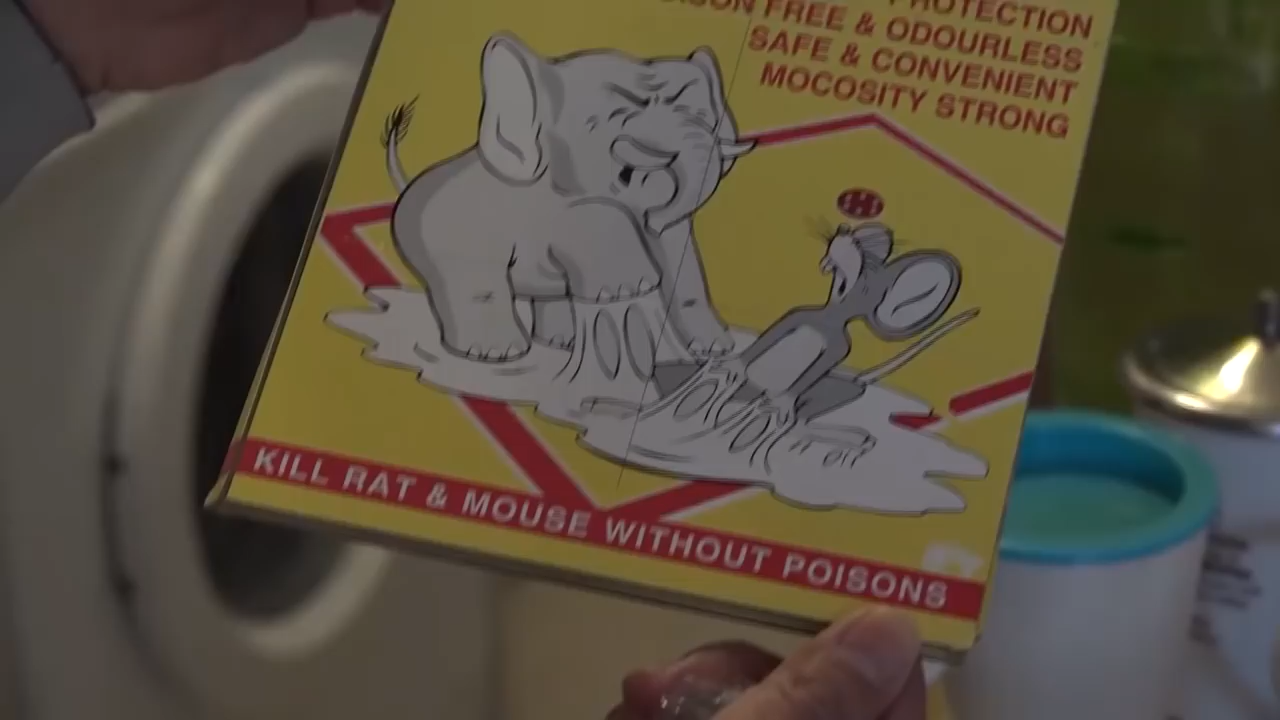 PROTECTION
POISON FREE & ODOURLESS
SAFE & CONVENIENT
MOCOSITY STRONG
KILL RAT & MOUSE WITHOUT POISONS